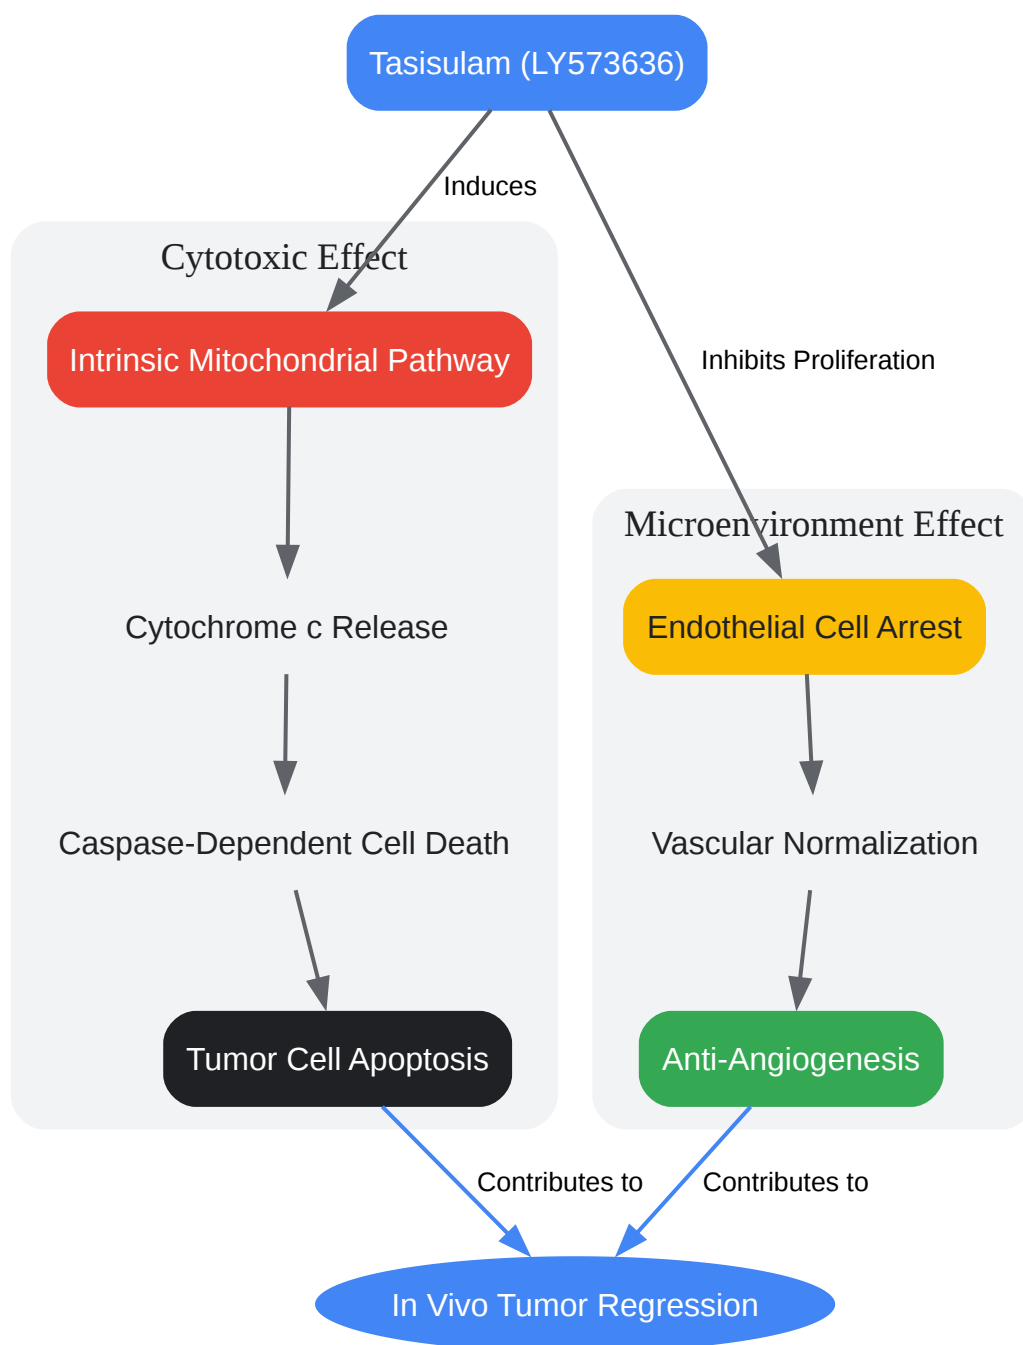 Tasisulam (LY573636)
Induces
Cytotoxic Effect
Intrinsic Mitochondrial Pathway
Inhibits Proliferation
Microenvironment Effect
Cytochrome c Release
Endothelial Cell Arrest
Caspase-Dependent Cell Death
Vascular Normalization
Tumor Cell Apoptosis
Anti-Angiogenesis
Contributes to
Contributes to
In Vivo Tumor Regression